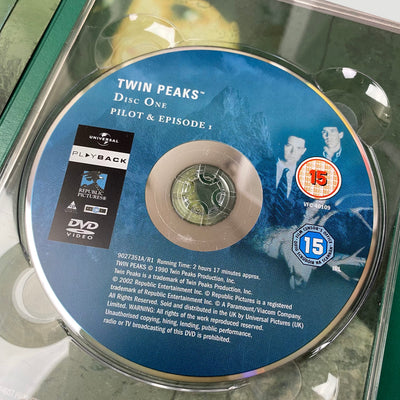 TWIN PEAKS™
DISC ONE
PILOT & EPISODE 1
UNIVERSAL
PLAYBACK
REPUBLIC
PICTURES®
DVD
VIDEO
15
VFC 40109
15
9027351A/R1 Running Time: 2 hours 17 minutes approx.
TWIN PEAKS © 1990 Twin Peaks Production, Inc.
Twin Peaks is a trademark of Twin Peaks Production, Inc.
© 2002 Republic Entertainment Inc. ® Republic Pictures is a registered
trademark of Republic Entertainment Inc. ® A Paramount/Viacom Company.
All Rights Reserved. Sold and distributed in the UK by Universal Pictures (UK)
Limited. WARNING: All rights of the work reproduced reserved.
Unauthorised copying, hiring, lending, public performance,
radio or TV broadcasting of this DVD is prohibited.